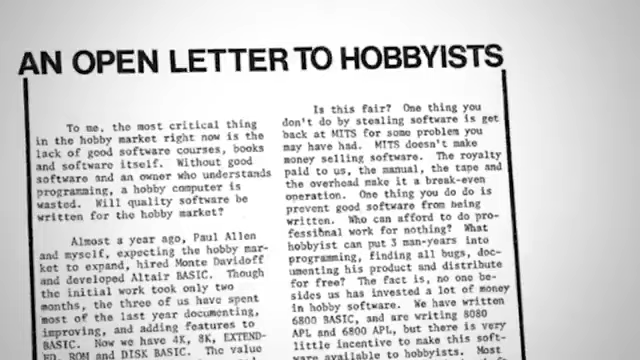 AN OPEN LETTER TO HOBBYISTS
To me, the most critical thing
in the hobby market right now is the
lack of good software courses, books
and software itself. Without good
software and an owner who understands
programming, a hobby computer is
wasted. Will quality software be
written for the hobby market?
Almost a year ago, Paul Allen
and myself, expecting the hobby mar-
ket to expand, hired Monte Davidoff
and developed Altair BASIC. Though
the initial work took only two
months, the three of us have spent
most of the last year documenting,
improving, and adding features to
BASIC. Now we have 4K, 8K, EXTEND-
ED, ROM and DISK BASIC. The value
Is this fair? One thing you
don't do by stealing software is get
back at MITS for some problem you
may have had. MITS doesn't make
money selling software. The royalty
paid to us, the manual, the tape and
the overhead make it a break-even
operation. One thing you do do is
prevent good software from being
written. Who can afford to do pro-
fessional work for nothing? What
hobbyist can put 3 man-years into
programming, finding all bugs, doc-
umenting his product and distribute
for free? The fact is, no one be-
sides us has invested a lot of money
in hobby software. We have written
6800 BASIC, and are writing 8080
APL and 6800 APL, but there is very
little incentive to make this soft-
ware available to hobbyists. Most